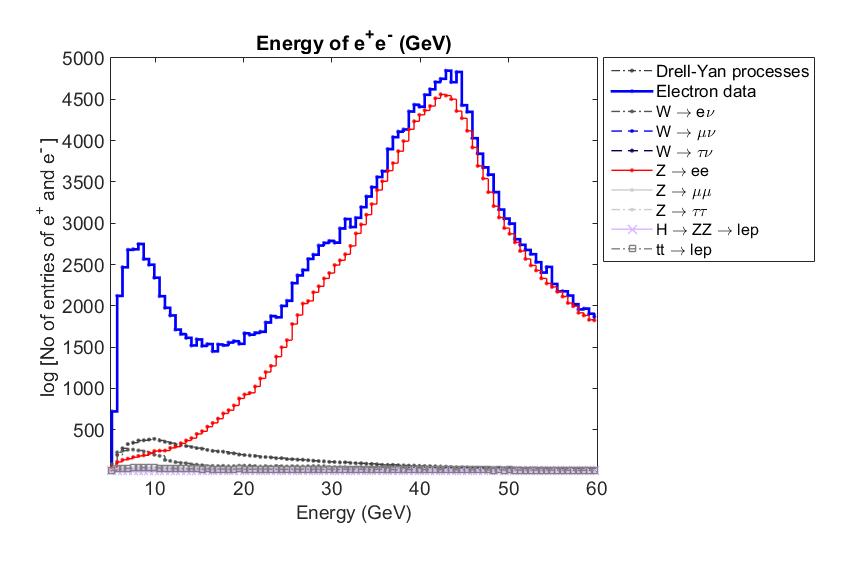 Energy of e⁺e⁻ (GeV)
log [No of entries of e⁺ and e⁻]
5000
4500
4000
3500
3000
2500
2000
1500
1000
500
10 20 30 40 50 60
Energy (GeV)
Drell-Yan processes
Electron data
W → eν
W → μν
W → τν
Z → ee
Z → μμ
Z → ττ
H → ZZ → lep
tt → lep